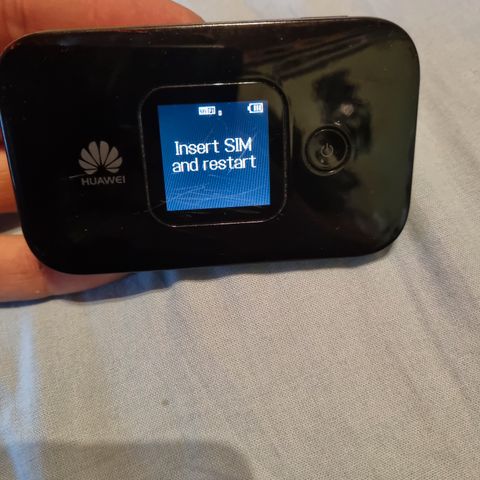 Insert SIM
and restart
HUAWEI